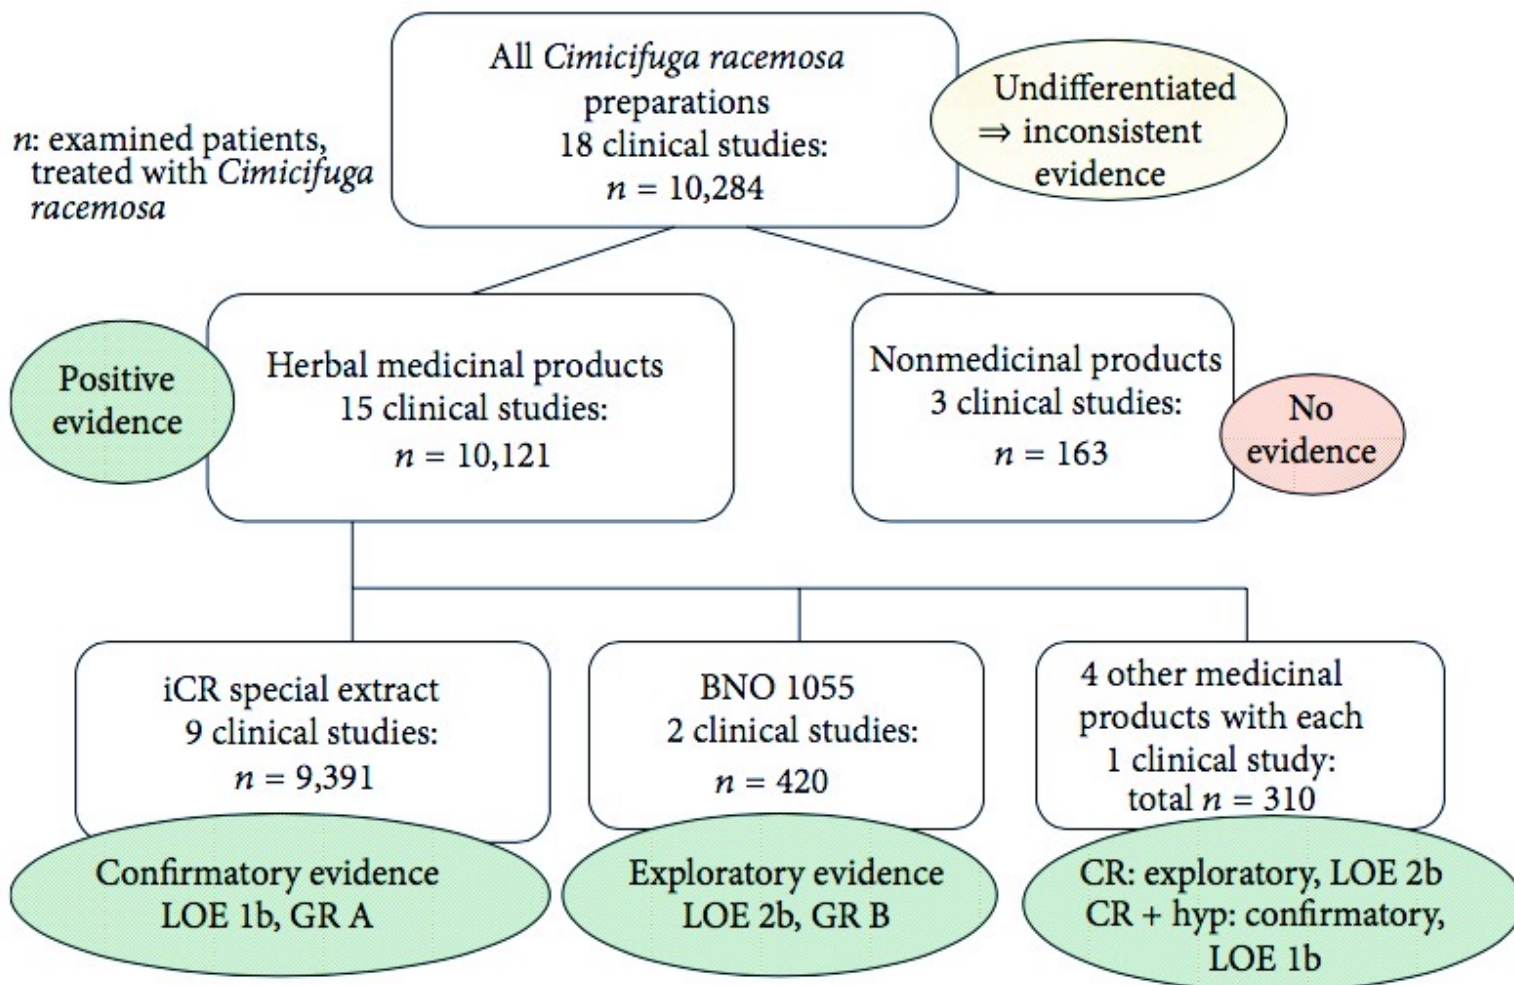 All Cimicifuga racemosa
preparations
18 clinical studies:
n = 10,284
Undifferentiated
⇒ inconsistent
evidence
n: examined patients,
treated with Cimicifuga
racemosa
Positive
evidence
Herbal medicinal products
15 clinical studies:
n = 10,121
Nonmedicinal products
3 clinical studies:
n = 163
No
evidence
iCR special extract
9 clinical studies:
n = 9,391
BNO 1055
2 clinical studies:
n = 420
4 other medicinal
products with each
1 clinical study:
total n = 310
Confirmatory evidence
LOE 1b, GR A
Exploratory evidence
LOE 2b, GR B
CR: exploratory, LOE 2b
CR + hyp: confirmatory,
LOE 1b